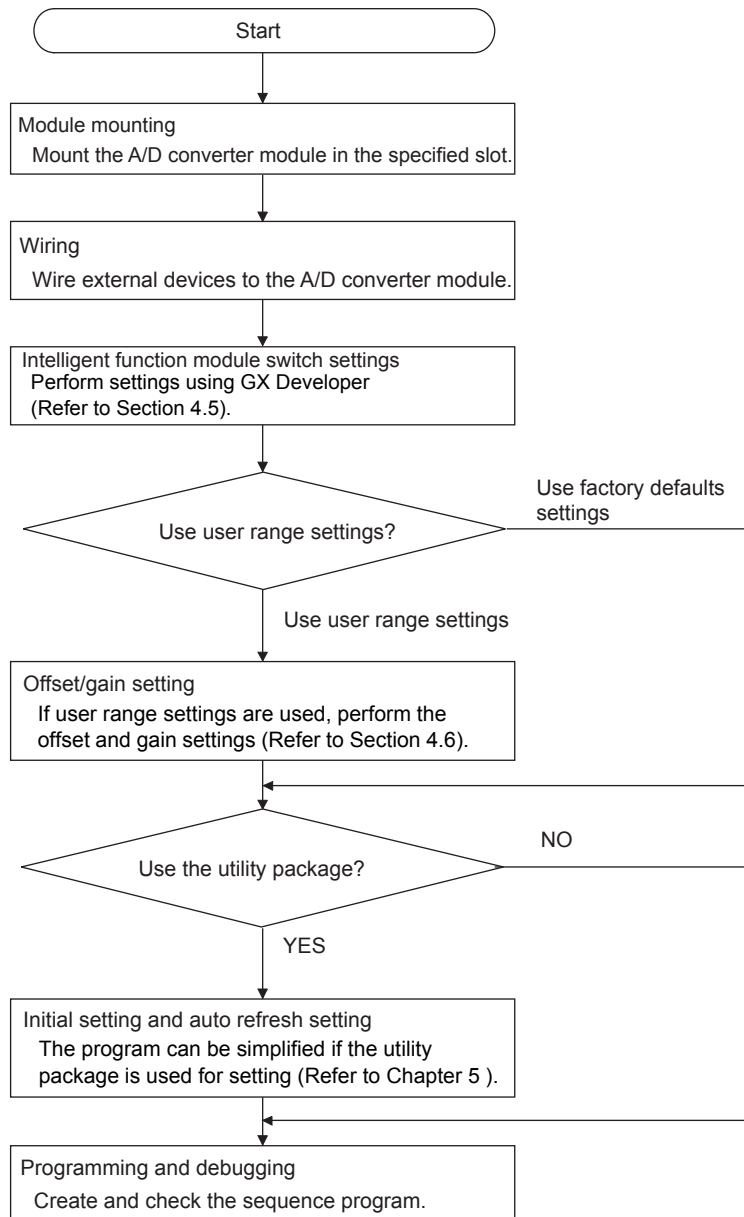 Start
Module mounting
Mount the A/D converter module in the specified slot.
Wiring
Wire external devices to the A/D converter module.
Intelligent function module switch settings
Perform settings using GX Developer
(Refer to Section 4.5).
Use factory defaults
settings
Use user range settings?
Use user range settings
Offset/gain setting
If user range settings are used, perform the
offset and gain settings (Refer to Section 4.6).
NO
Use the utility package?
YES
Initial setting and auto refresh setting
The program can be simplified if the utility
package is used for setting (Refer to Chapter 5 ).
Programming and debugging
Create and check the sequence program.